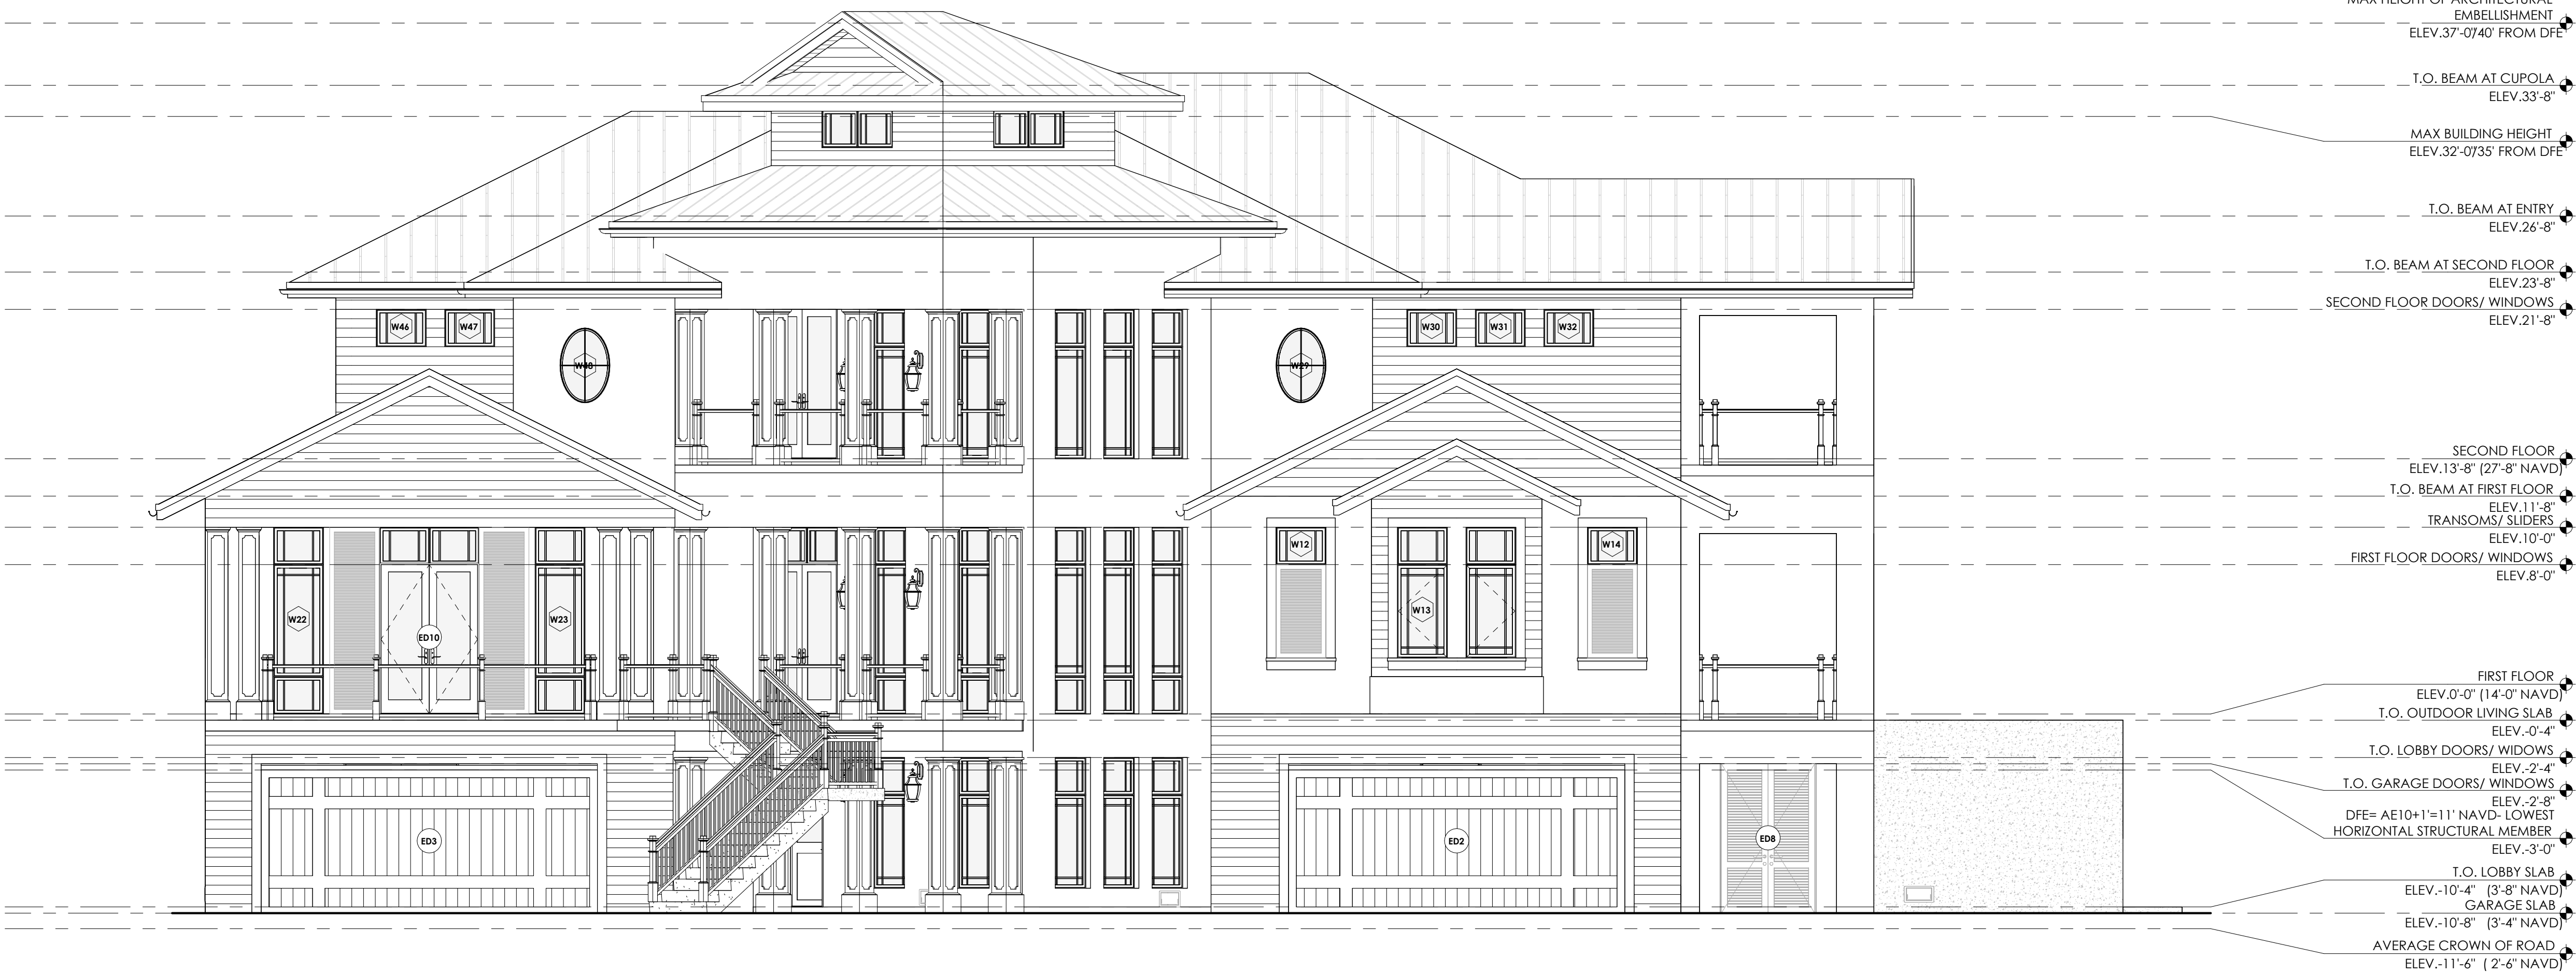 MAX HEIGHT OF ARCHITECTURAL
EMBELLISHMENT
ELEV.37'-0"/40' FROM DFE
T.O. BEAM AT CUPOLA
ELEV.33'-8"
MAX BUILDING HEIGHT
ELEV.32'-0"/35' FROM DFE
T.O. BEAM AT ENTRY
ELEV.26'-8"
T.O. BEAM AT SECOND FLOOR
ELEV.23'-8"
SECOND FLOOR DOORS/ WINDOWS
ELEV.21'-8"
W46
W47
W48
W29
W30
W31
W32
SECOND FLOOR
ELEV.13'-8" (27'-8" NAVD)
T.O. BEAM AT FIRST FLOOR
ELEV.11'-8"
TRANSOMS/ SLIDERS
ELEV.10'-0"
FIRST FLOOR DOORS/ WINDOWS
ELEV.8'-0"
W22
ED10
W23
W12
W13
W14
FIRST FLOOR
ELEV.0'-0" (14'-0" NAVD)
T.O. OUTDOOR LIVING SLAB
ELEV.-0'-4"
T.O. LOBBY DOORS/ WIDOWS
ELEV.-2'-4"
T.O. GARAGE DOORS/ WINDOWS
ELEV.-2'-8"
DFE= AE10+1'=11' NAVD- LOWEST
HORIZONTAL STRUCTURAL MEMBER
ELEV.-3'-0"
ED3
ED2
ED8
T.O. LOBBY SLAB
ELEV.-10'-4" (3'-8" NAVD)
GARAGE SLAB
ELEV.-10'-8" (3'-4" NAVD)
AVERAGE CROWN OF ROAD
ELEV.-11'-6" ( 2'-6" NAVD)